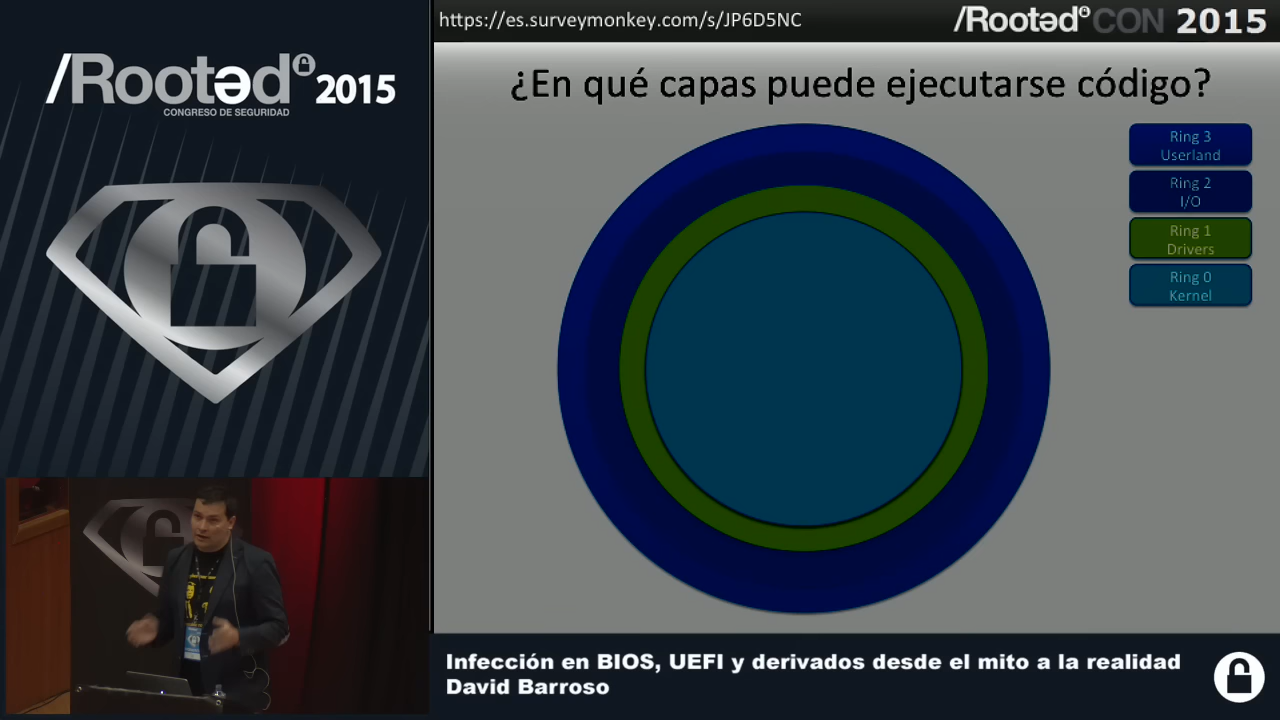 /Rootəd 2015
CONGRESO DE SEGURIDAD
https://es.surveymonkey.com/s/JP6D5NC
/Rootəd CON 2015
¿En qué capas puede ejecutarse código?
Ring 3
Userland
Ring 2
I/O
Ring 1
Drivers
Ring 0
Kernel
Infección en BIOS, UEFI y derivados desde el mito a la realidad
David Barroso